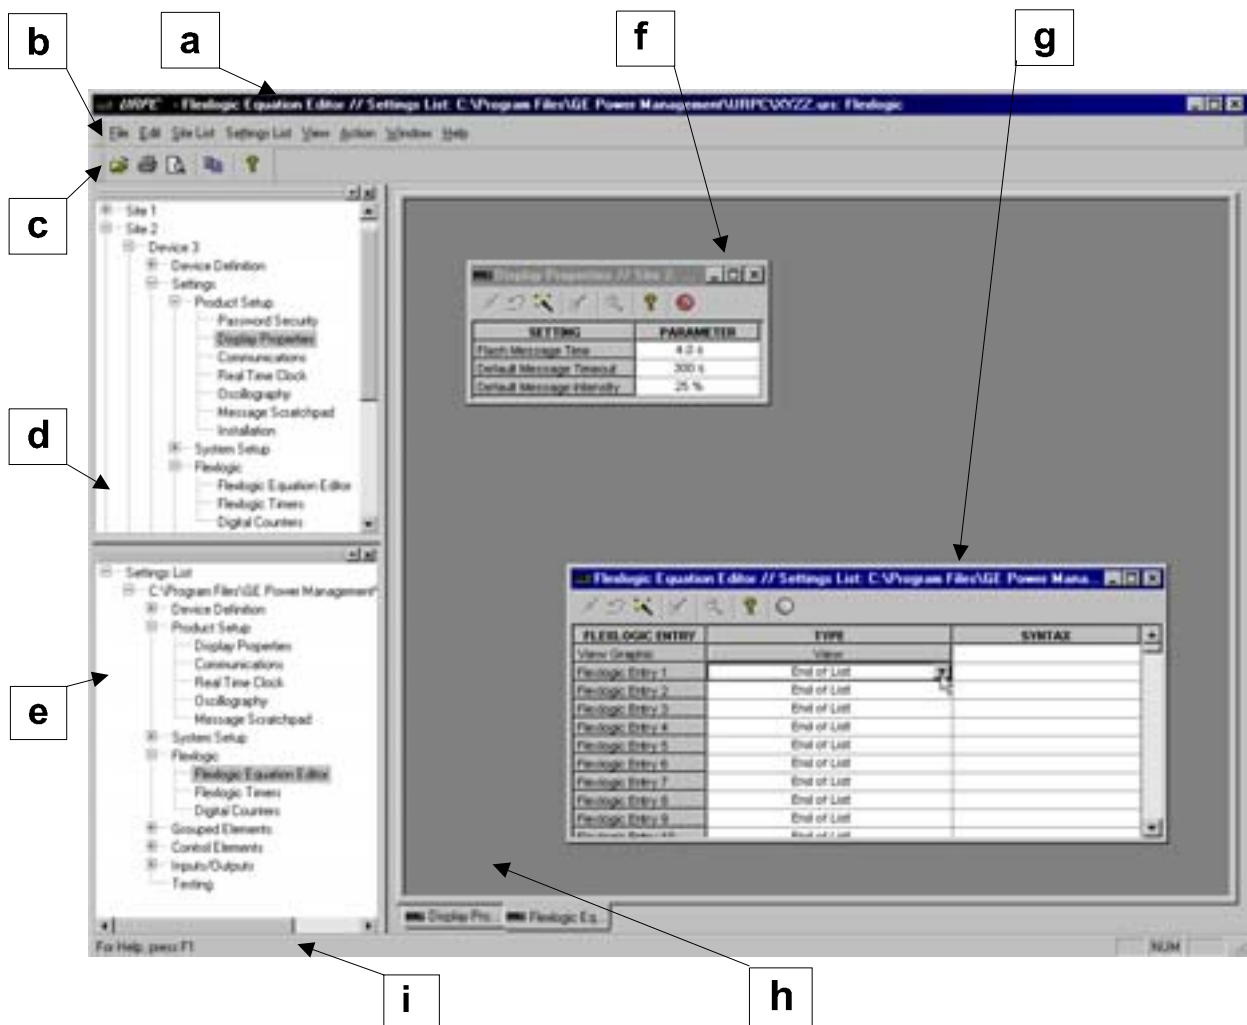 b
a
f
g
URPC - Flexlogic Equation Editor // Settings List: C:\Program Files\GE Power Management\URPC\XYZZ.urs: Flexlogic
File Edit Site List Settings List View Action Window Help
c
Site 1
Site 2
Device 3
Device Definition
Settings
Product Setup
Password Security
Display Properties
Communications
Real Time Clock
Oscillography
Message Scratchpad
Installation
System Setup
Flexlogic
Flexlogic Equation Editor
Flexlogic Timers
Digital Counters
d
Display Properties // Site 2
SETTING PARAMETER
Flash Message Time 4.0 s
Default Message Timeout 300 s
Default Message Intensity 25 %
Settings List
C:\Program Files\GE Power Management\
Device Definition
Product Setup
Display Properties
Communications
Real Time Clock
Oscillography
Message Scratchpad
System Setup
Flexlogic
Flexlogic Equation Editor
Flexlogic Timers
Digital Counters
Grouped Elements
Control Elements
Inputs/Outputs
Testing
e
Flexlogic Equation Editor // Settings List: C:\Program Files\GE Power Mana...
FLEXLOGIC ENTRY TYPE SYNTAX
View Graphic View
Flexlogic Entry 1 End of List
Flexlogic Entry 2 End of List
Flexlogic Entry 3 End of List
Flexlogic Entry 4 End of List
Flexlogic Entry 5 End of List
Flexlogic Entry 6 End of List
Flexlogic Entry 7 End of List
Flexlogic Entry 8 End of List
Flexlogic Entry 9 End of List
Flexlogic Entry 10 End of List
Display Pro... Flexlogic Eq...
For Help, press F1
NUM
i
h